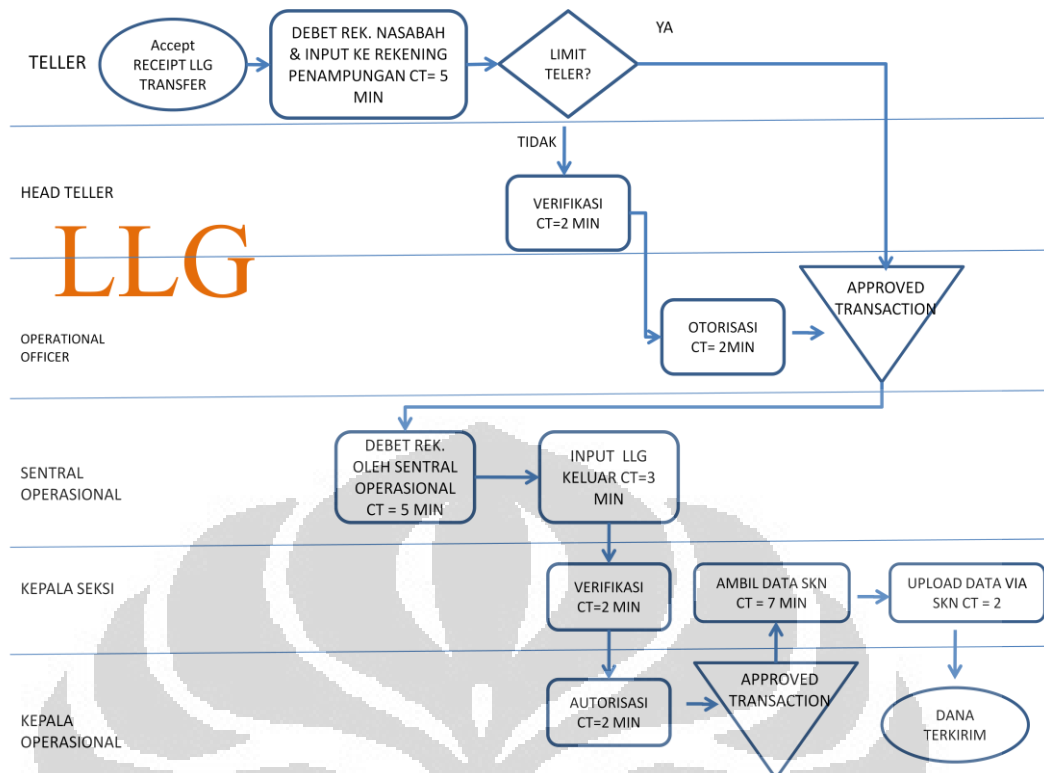 TELLER
Accept
RECEIPT LLG
TRANSFER
DEBET REK. NASABAH
& INPUT KE REKENING
PENAMPUNGAN CT= 5
MIN
LIMIT
TELER?
YA
TIDAK
HEAD TELLER
VERIFIKASI
CT=2 MIN
LLG
APPROVED
TRANSACTION
OPERATIONAL
OFFICER
OTORISASI
CT= 2MIN
SENTRAL
OPERASIONAL
DEBET REK.
OLEH SENTRAL
OPERASIONAL
CT = 5 MIN
INPUT LLG
KELUAR CT=3
MIN
KEPALA SEKSI
VERIFIKASI
CT=2 MIN
AMBIL DATA SKN
CT = 7 MIN
UPLOAD DATA VIA
SKN CT = 2
KEPALA
OPERASIONAL
AUTORISASI
CT=2 MIN
APPROVED
TRANSACTION
DANA
TERKIRIM